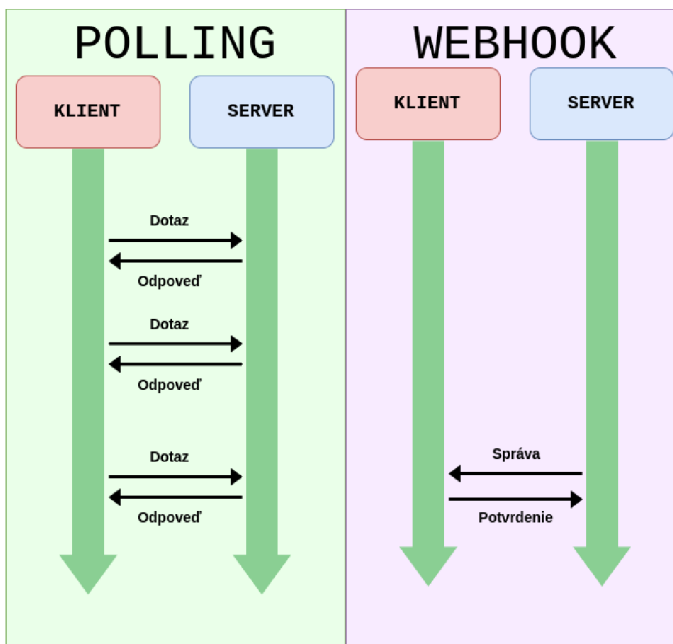 POLLING
KLIENT
SERVER
Dotaz
Odpoveď
Dotaz
Odpoveď
Dotaz
Odpoveď
WEBHOOK
KLIENT
SERVER
Správa
Potvrdenie